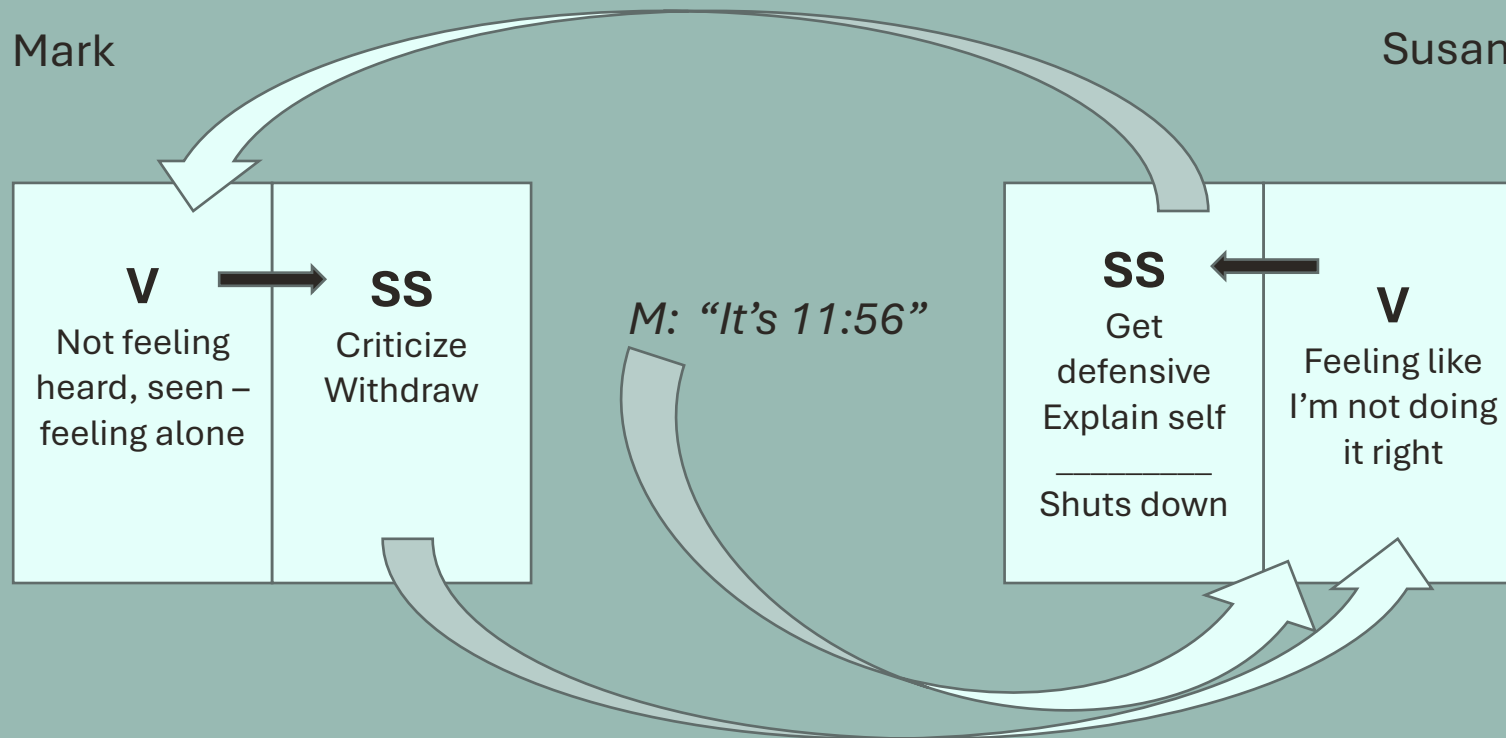 Mark
Susan
V
Not feeling
heard, seen –
feeling alone
SS
Criticize
Withdraw
M: “It’s 11:56”
SS
Get
defensive
Explain self
_________
Shuts down
V
Feeling like
I’m not doing
it right